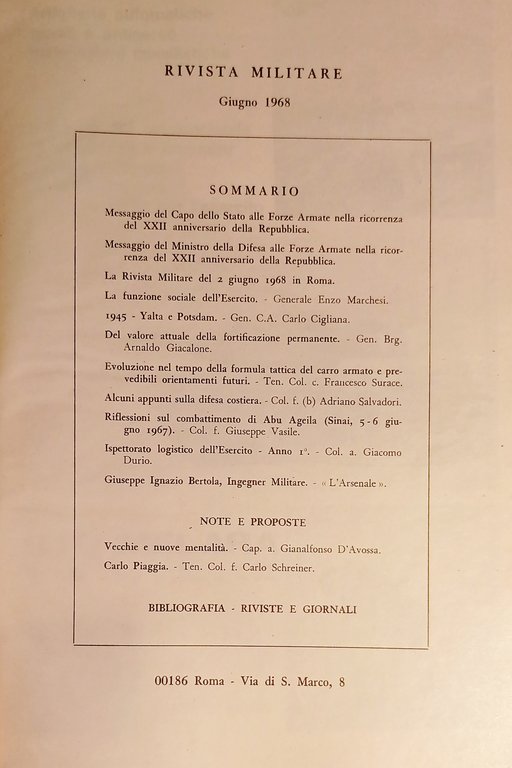 RIVISTA MILITARE
Giugno 1968
SOMMARIO
Messaggio del Capo dello Stato alle Forze Armate nella ricorrenza
del XXII anniversario della Repubblica.
Messaggio del Ministro della Difesa alle Forze Armate nella ricor-
renza del XXII anniversario della Repubblica.
La Rivista Militare del 2 giugno 1968 in Roma.
La funzione sociale dell'Esercito. - Generale Enzo Marchesi.
1945 - Yalta e Potsdam. - Gen. C.A. Carlo Cigliana.
Del valore attuale della fortificazione permanente. - Gen. Brg.
Arnaldo Giacalone.
Evoluzione nel tempo della formula tattica del carro armato e pre-
vedibili orientamenti futuri. - Ten. Col. c. Francesco Surace.
Alcuni appunti sulla difesa costiera. - Col. f. (b) Adriano Salvadori.
Riflessioni sul combattimento di Abu Ageila (Sinai, 5-6 giu-
gno 1967). - Col. f. Giuseppe Vasile.
Ispettorato logistico dell'Esercito - Anno 1°. - Col. a. Giacomo
Durio.
Giuseppe Ignazio Bertola, Ingegner Militare. - « L'Arsenale ».
NOTE E PROPOSTE
Vecchie e nuove mentalità. - Cap. a. Gianalfonso D'Avossa.
Carlo Piaggia. - Ten. Col. f. Carlo Schreiner.
BIBLIOGRAFIA - RIVISTE E GIORNALI
00186 Roma - Via di S. Marco, 8